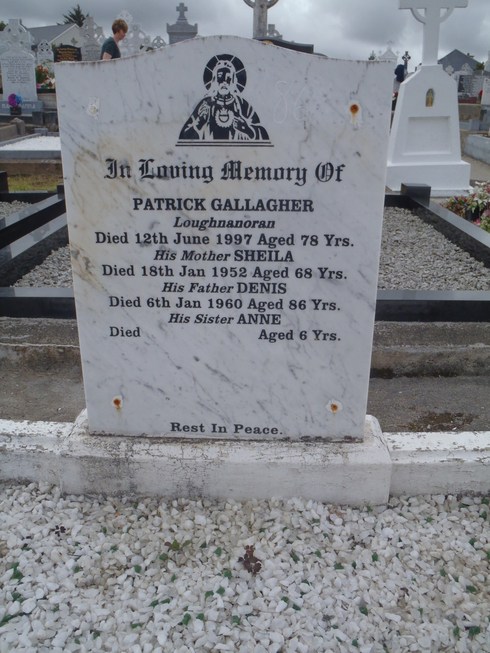 In Loving Memory Of
PATRICK GALLAGHER
Loughnanoran
Died 12th June 1997 Aged 78 Yrs.
His Mother SHEILA
Died 18th Jan 1952 Aged 68 Yrs.
His Father DENIS
Died 6th Jan 1960 Aged 86 Yrs.
His Sister ANNE
Died Aged 6 Yrs.
Rest In Peace.